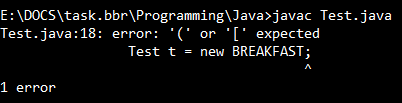 E:\DOCS\task.bbr\Programming\Java>javac Test.java
Test.java:18: error: '(' or '[' expected
Test t = new BREAKFAST;
^
1 error